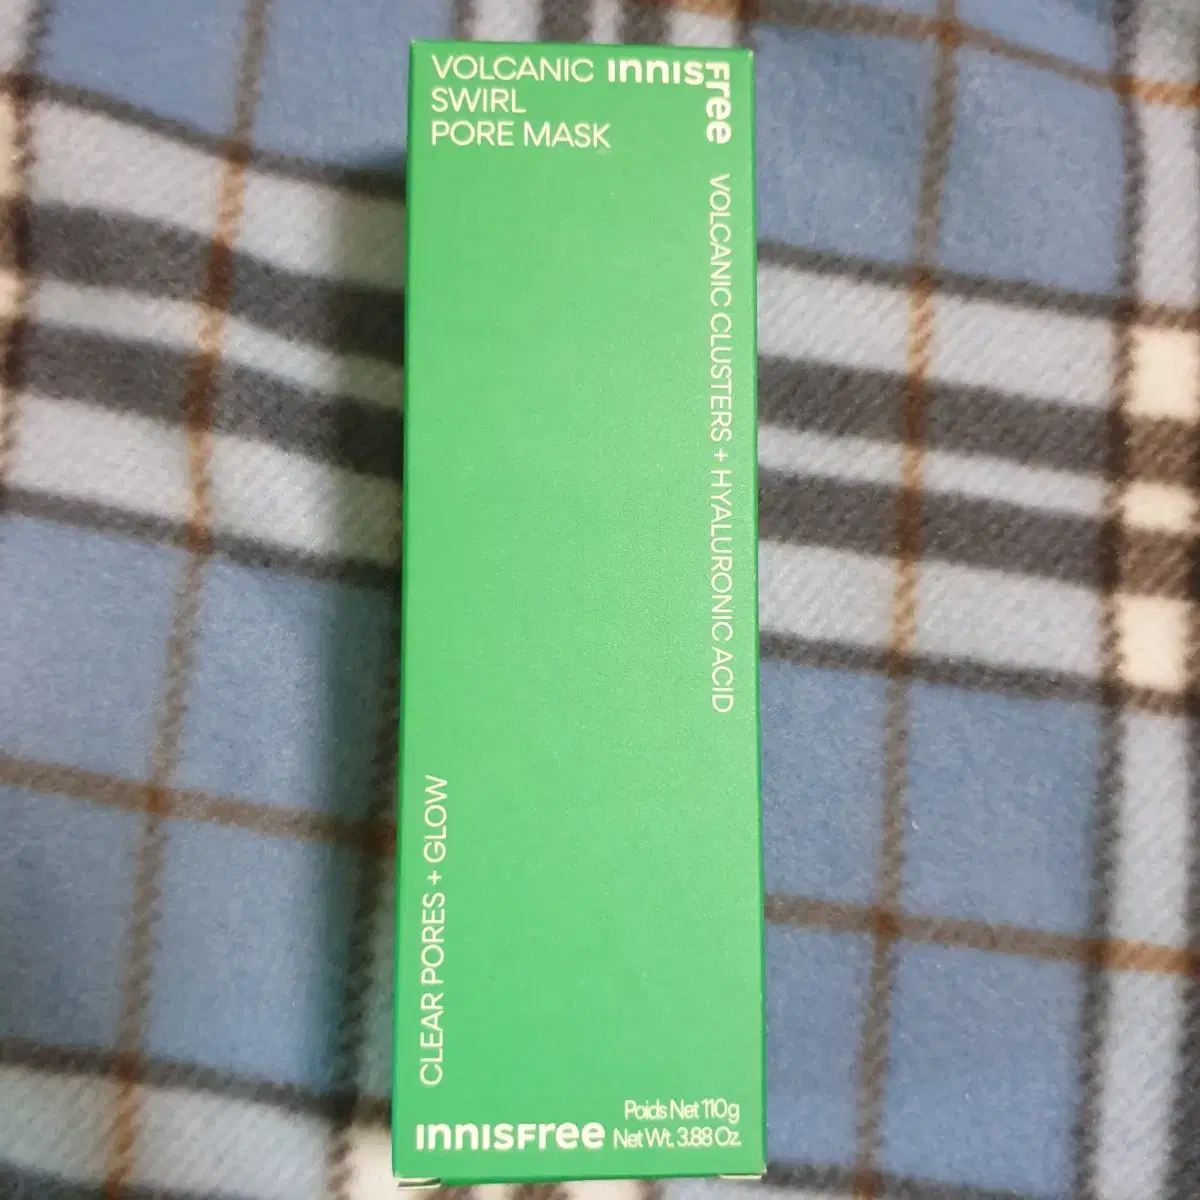 VOLCANIC
SWIRL
PORE MASK
innisfree
VOLCANIC CLUSTERS + HYALURONIC ACID
CLEAR PORES + GLOW
innisfree
Poids Net 110g
Net Wt. 3.88 Oz.